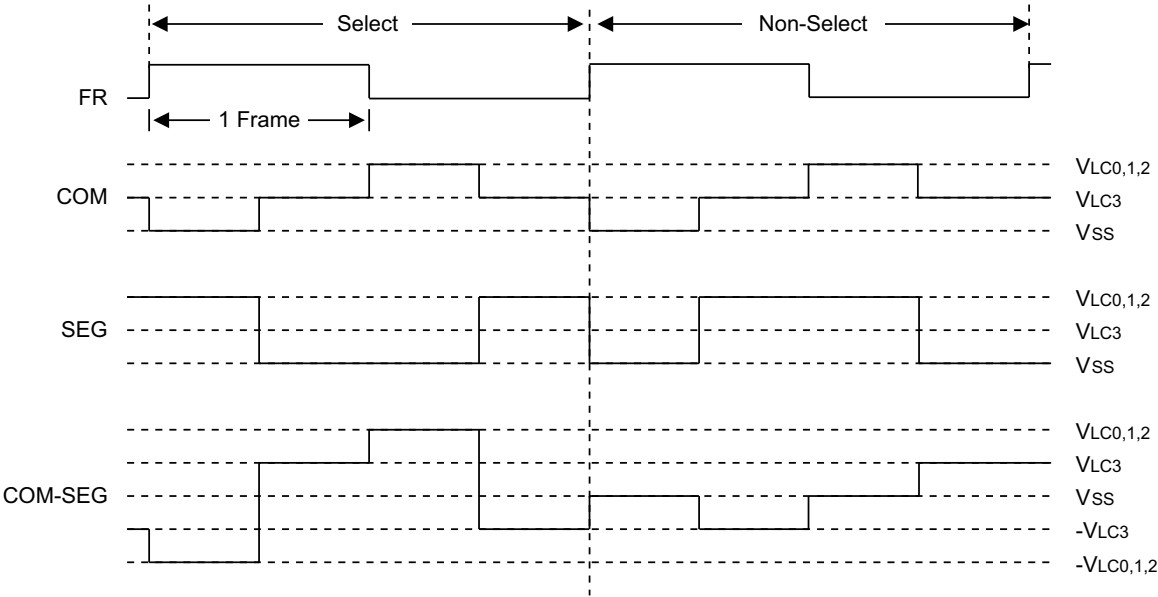 Select
Non-Select
FR
1 Frame
COM
VLC0,1,2
VLC3
VSS
SEG
VLC0,1,2
VLC3
VSS
COM-SEG
VLC0,1,2
VLC3
VSS
-VLC3
-VLC0,1,2